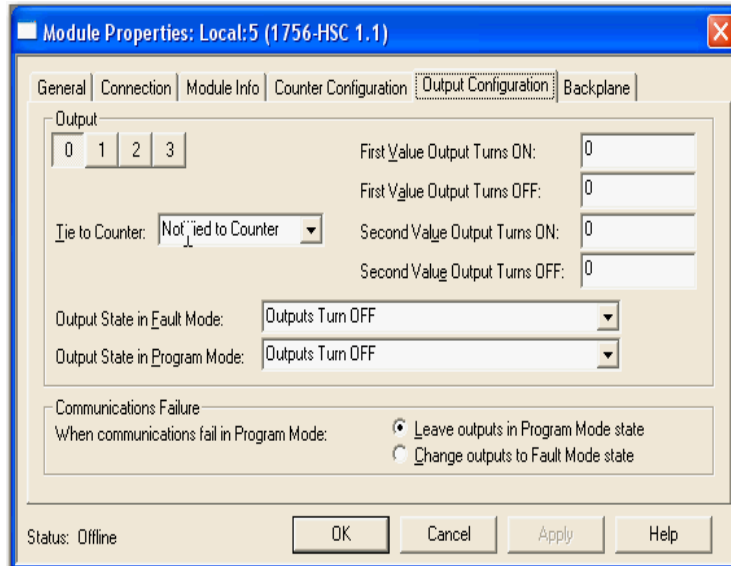 Module Properties: Local:5 (1756-HSC 1.1)
General Connection Module Info Counter Configuration Output Configuration Backplane
Output
0 1 2 3
First Value Output Turns ON: 0
First Value Output Turns OFF: 0
Tie to Counter: Not Tied to Counter
Second Value Output Turns ON: 0
Second Value Output Turns OFF: 0
Output State in Fault Mode: Outputs Turn OFF
Output State in Program Mode: Outputs Turn OFF
Communications Failure
When communications fail in Program Mode:
Leave outputs in Program Mode state
Change outputs to Fault Mode state
Status: Offline
OK Cancel Apply Help